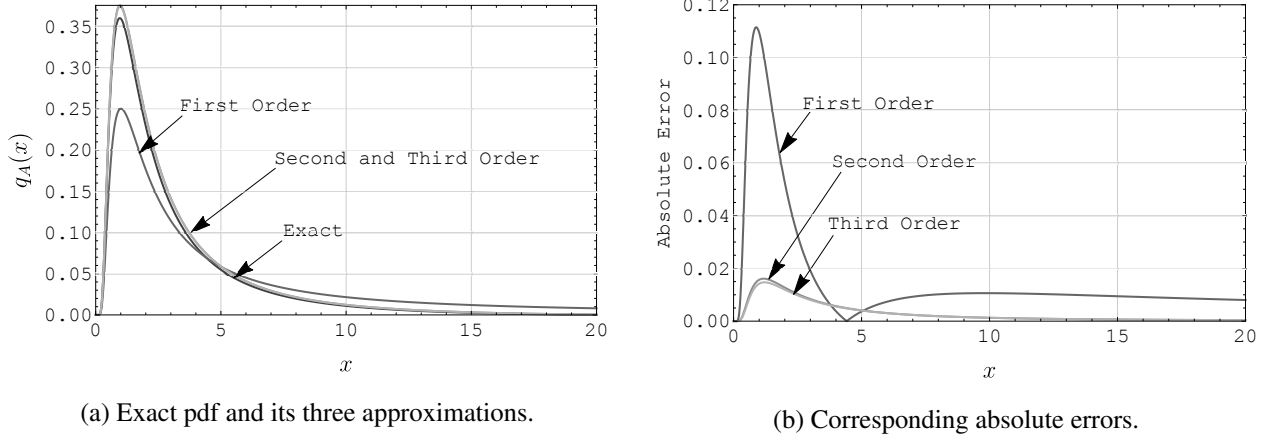 0.35
0.30
0.25
0.20
0.15
0.10
0.05
0.00
q_A(x)
First Order
Second and Third Order
Exact
0 5 10 15 20
x
(a) Exact pdf and its three approximations.
0.12
0.10
0.08
0.06
0.04
0.02
0.00
Absolute Error
First Order
Second Order
Third Order
0 5 10 15 20
x
(b) Corresponding absolute errors.